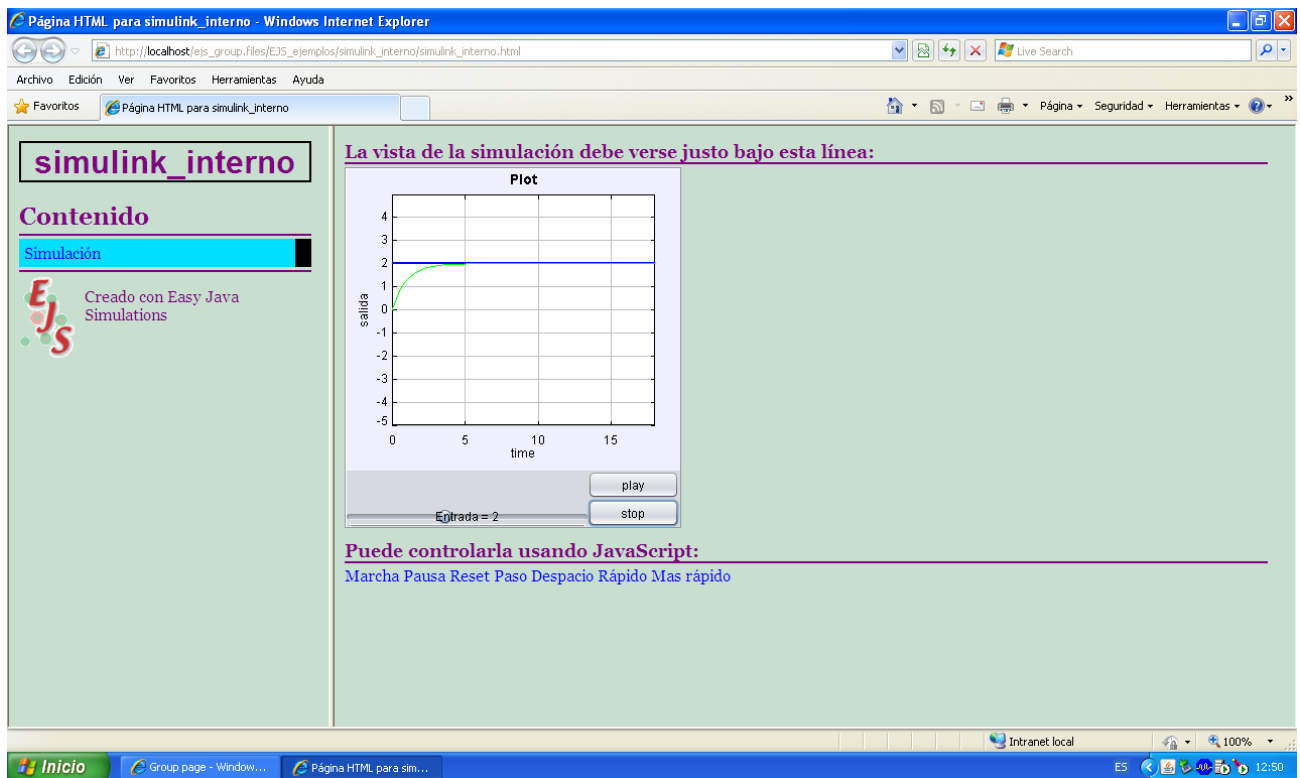 Página HTML para simulink_interno - Windows Internet Explorer
http://localhost/ejs_group.files/EJS_ejemplos/simulink_interno/simulink_interno.html
Live Search
Archivo Edición Ver Favoritos Herramientas Ayuda
Favoritos
Página HTML para simulink_interno
Página Seguridad Herramientas »
simulink_interno
Contenido
Simulación
EJS
Creado con Easy Java
Simulations
La vista de la simulación debe verse justo bajo esta línea:
Plot
4
3
2
1
0
-1
-2
-3
-4
-5
salida
0 5 10 15
time
play
Entrada = 2
stop
Puede controlarla usando JavaScript:
Marcha Pausa Reset Paso Despacio Rápido Mas rápido
Intranet local
100%
Inicio
Group page - Window...
Página HTML para sim...
ES
12:50